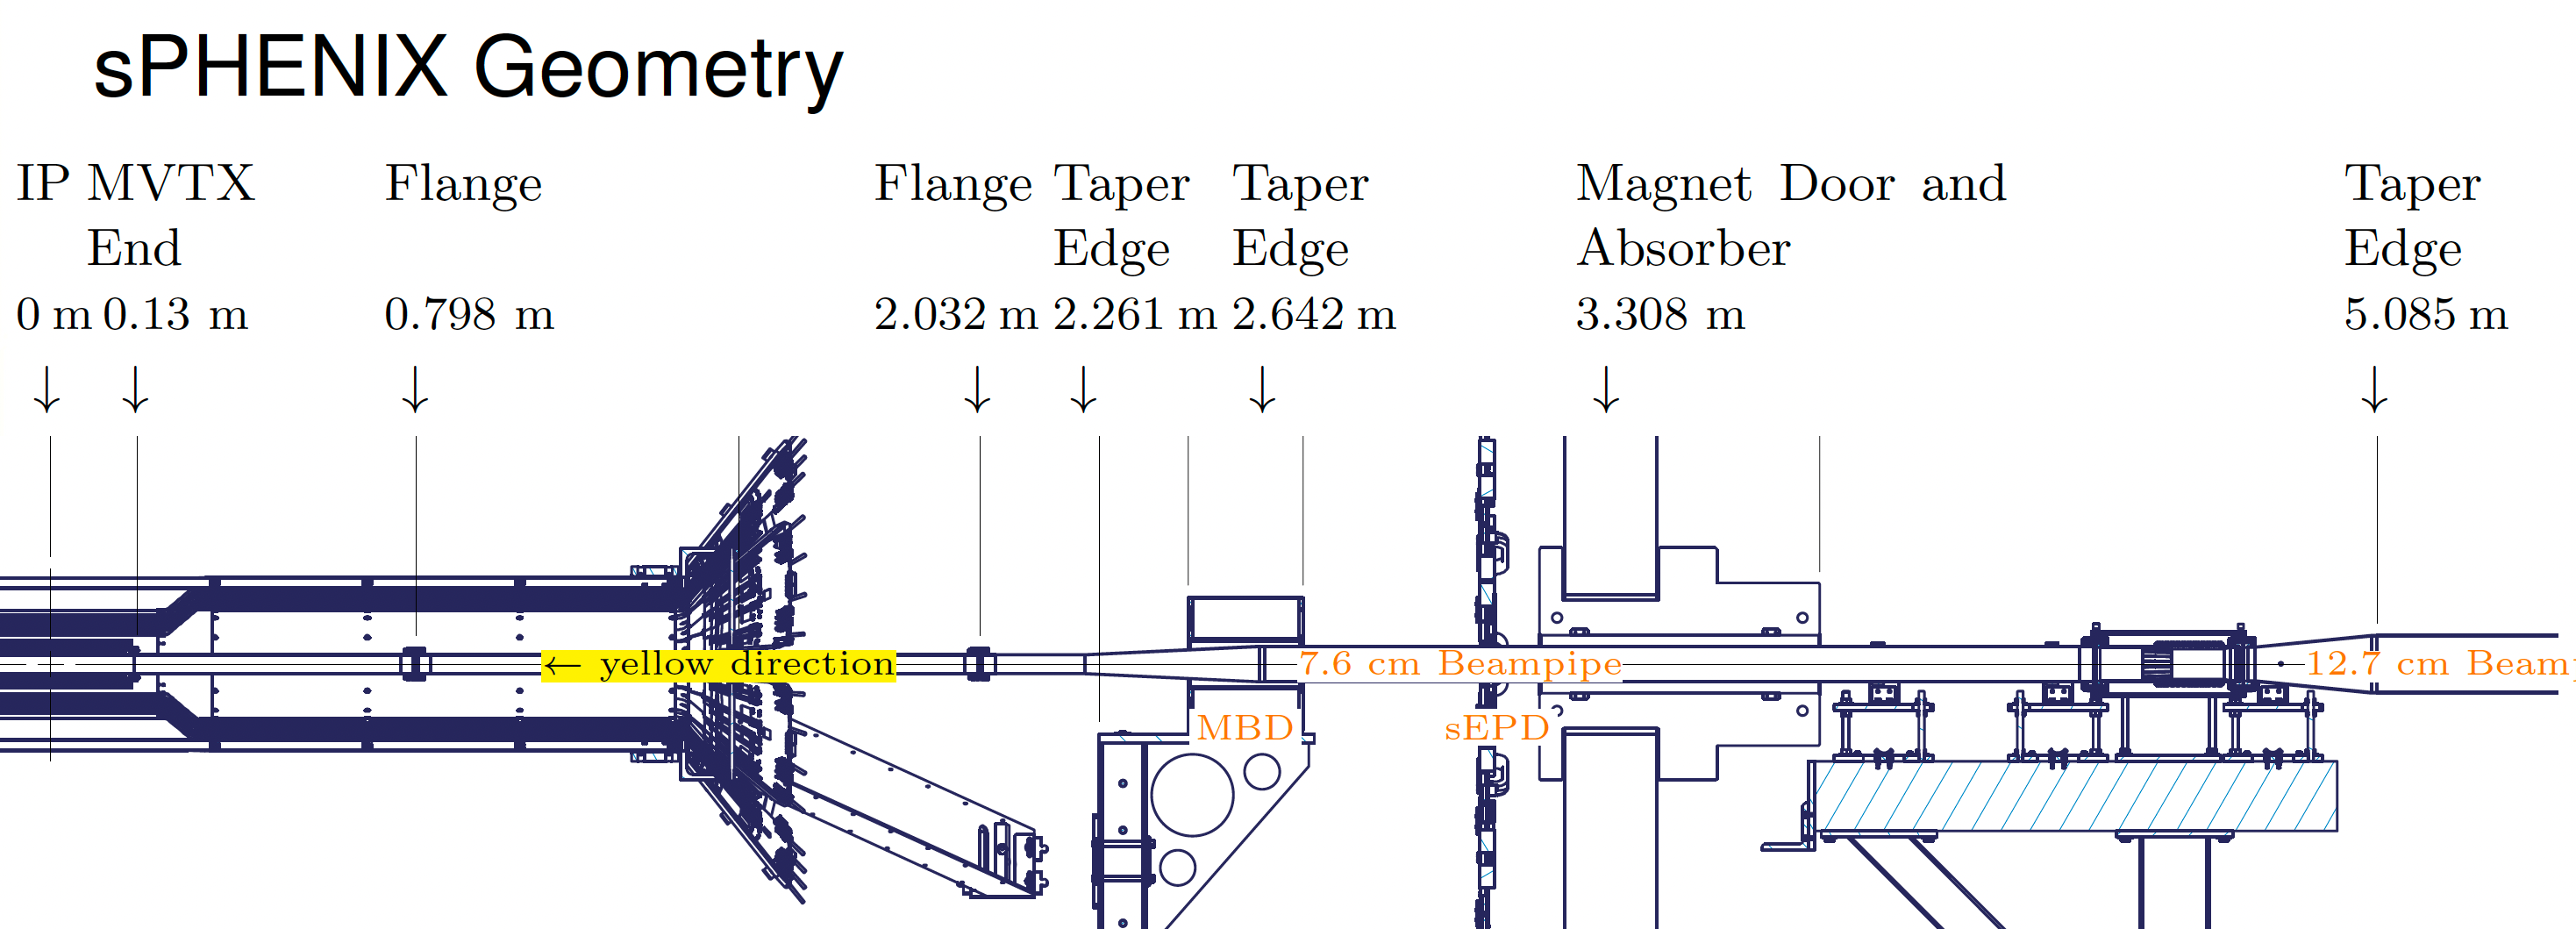 sPHENIX Geometry
IP MVTX Flange Flange Taper Taper Magnet Door and Taper
End Edge Edge Absorber Edge
0 m 0.13 m 0.798 m 2.032 m 2.261 m 2.642 m 3.308 m 5.085 m
↓ ↓ ↓ ↓ ↓ ↓ ↓ ↓
← yellow direction 7.6 cm Beampipe 12.7 cm Beam
MBD sEPD